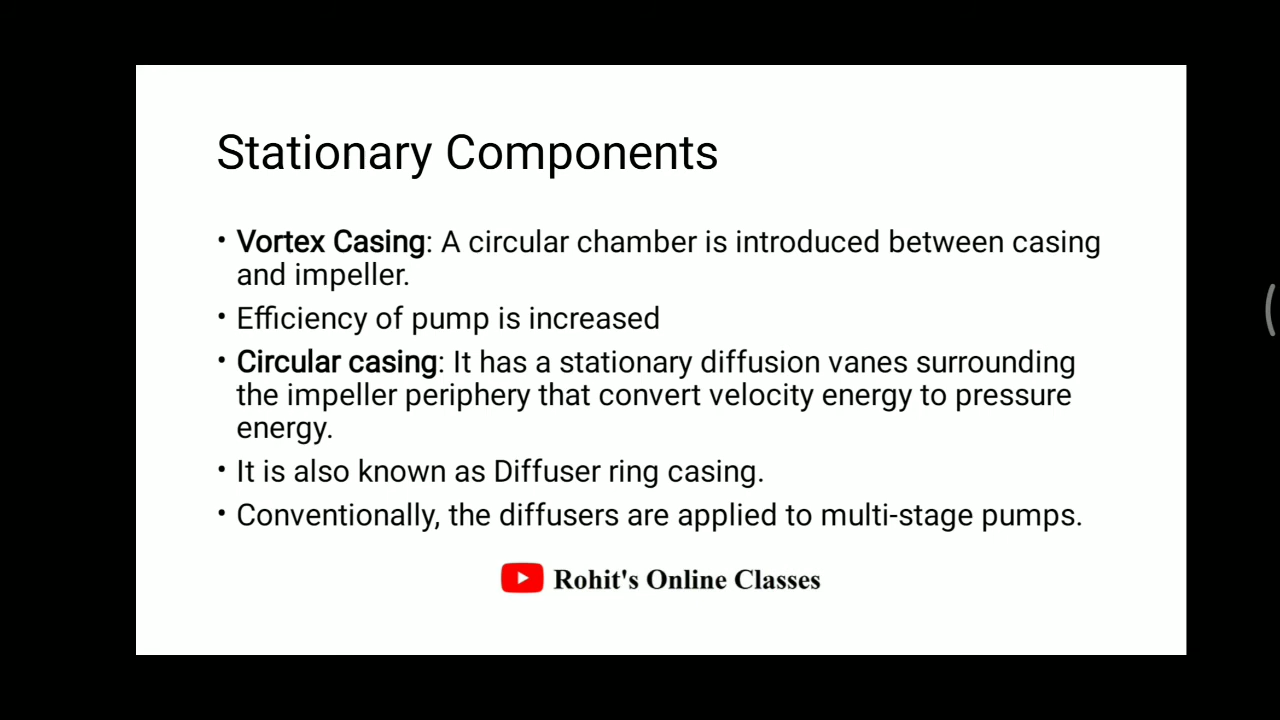 Stationary Components
• Vortex Casing: A circular chamber is introduced between casing
and impeller.
• Efficiency of pump is increased
• Circular casing: It has a stationary diffusion vanes surrounding
the impeller periphery that convert velocity energy to pressure
energy.
• It is also known as Diffuser ring casing.
• Conventionally, the diffusers are applied to multi-stage pumps.
Rohit's Online Classes